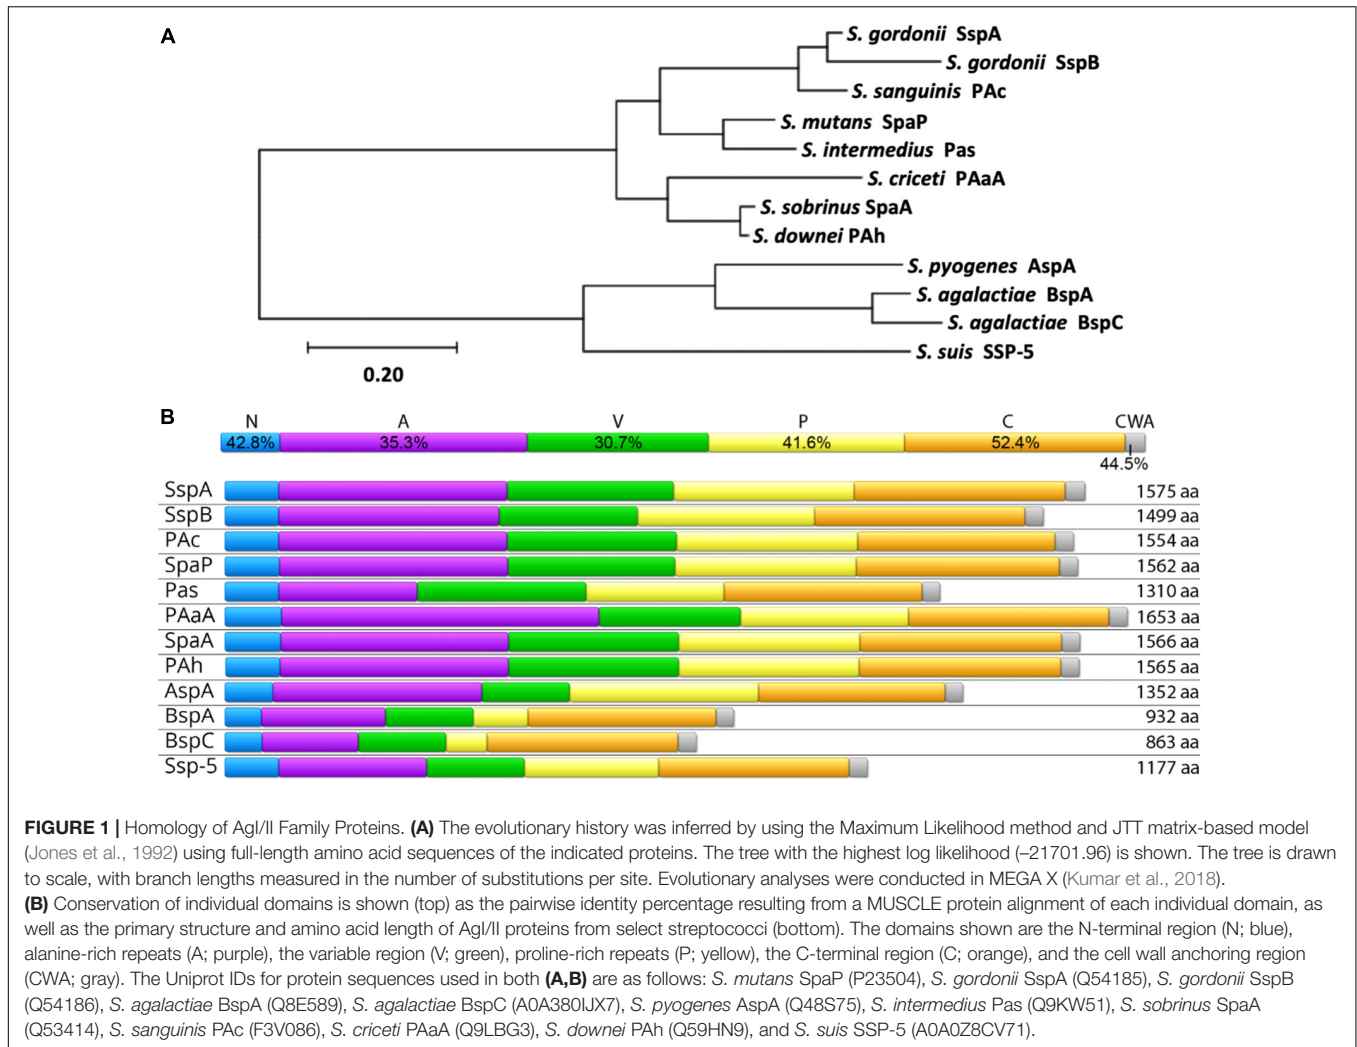 A
S. gordonii SspA
S. gordonii SspB
S. sanguinis PAc
S. mutans SpaP
S. intermedius Pas
S. criceti PAaA
S. sobrinus SpaA
S. downei PAh
S. pyogenes AspA
S. agalactiae BspA
S. agalactiae BspC
S. suis SSP-5
0.20
B
N A V P C CWA
42.8% 35.3% 30.7% 41.6% 52.4%
44.5%
SspA 1575 aa
SspB 1499 aa
PAc 1554 aa
SpaP 1562 aa
Pas 1310 aa
PAaA 1653 aa
SpaA 1566 aa
PAh 1565 aa
AspA 1352 aa
BspA 932 aa
BspC 863 aa
Ssp-5 1177 aa
FIGURE 1 | Homology of AgI/II Family Proteins. (A) The evolutionary history was inferred by using the Maximum Likelihood method and JTT matrix-based model
(Jones et al., 1992) using full-length amino acid sequences of the indicated proteins. The tree with the highest log likelihood (–21701.96) is shown. The tree is drawn
to scale, with branch lengths measured in the number of substitutions per site. Evolutionary analyses were conducted in MEGA X (Kumar et al., 2018).
(B) Conservation of individual domains is shown (top) as the pairwise identity percentage resulting from a MUSCLE protein alignment of each individual domain, as
well as the primary structure and amino acid length of AgI/II proteins from select streptococci (bottom). The domains shown are the N-terminal region (N; blue),
alanine-rich repeats (A; purple), the variable region (V; green), proline-rich repeats (P; yellow), the C-terminal region (C; orange), and the cell wall anchoring region
(CWA; gray). The Uniprot IDs for protein sequences used in both (A,B) are as follows: S. mutans SpaP (P23504), S. gordonii SspA (Q54185), S. gordonii SspB
(Q54186), S. agalactiae BspA (Q8E589), S. agalactiae BspC (A0A380IJX7), S. pyogenes AspA (Q48S75), S. intermedius Pas (Q9KW51), S. sobrinus SpaA
(Q53414), S. sanguinis PAc (F3V086), S. criceti PAaA (Q9LBG3), S. downei PAh (Q59HN9), and S. suis SSP-5 (A0A0Z8CV71).